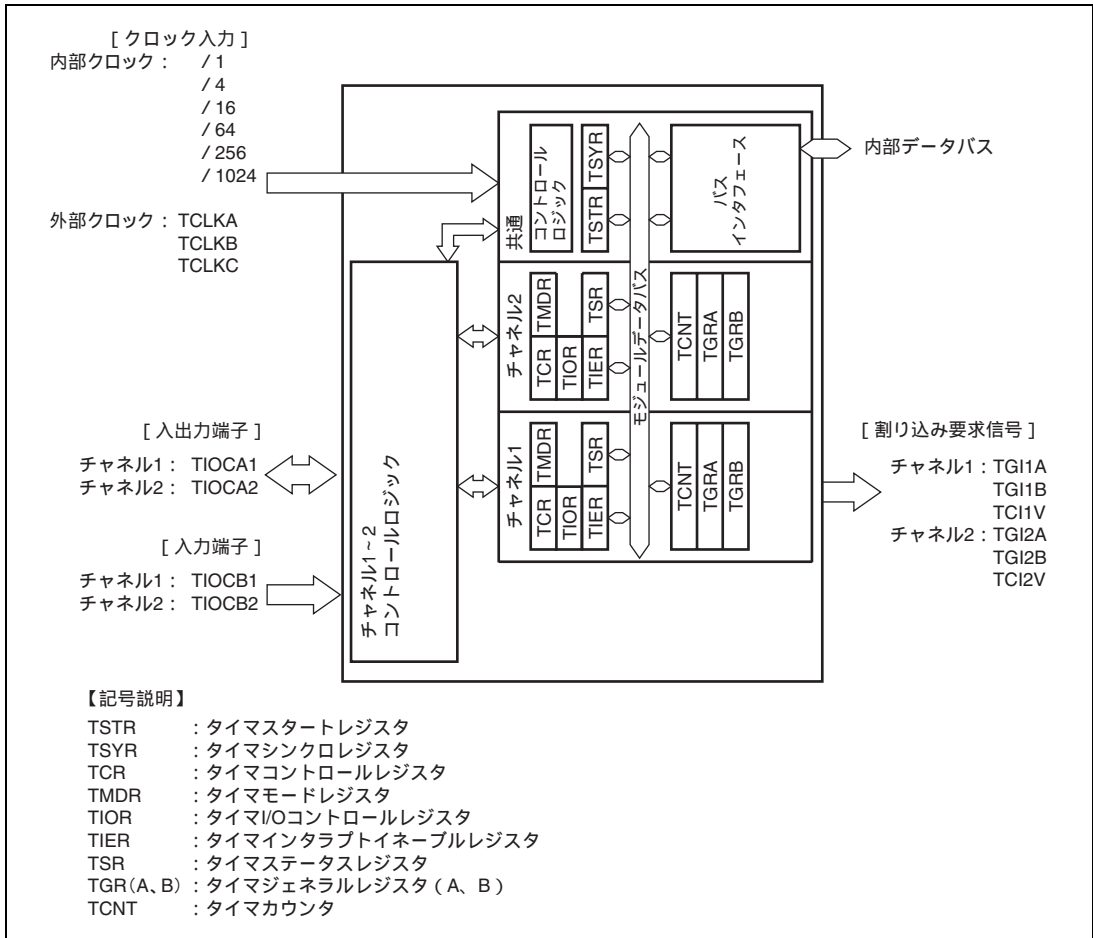 [ クロック入力 ]
内部クロック： / 1
/ 4
/ 16
/ 64
/ 256
/ 1024
外部クロック： TCLKA
TCLKB
TCLKC
[ 入出力端子 ]
チャネル1： TIOCA1
チャネル2： TIOCA2
[ 入力端子 ]
チャネル1： TIOCB1
チャネル2： TIOCB2
チャネル1~2
コントロールロジック
共通
コントロール
ロジック
TSTR TSYR
バス
インタフェース
チャネル2
TCR TMDR
TIOR
TIER TSR
TCNT
TGRA
TGRB
チャネル1
TCR TMDR
TIOR
TIER TSR
TCNT
TGRA
TGRB
モジュールデータバス
内部データバス
[ 割り込み要求信号 ]
チャネル1：TGI1A
TGI1B
TCI1V
チャネル2：TGI2A
TGI2B
TCI2V
【記号説明】
TSTR ：タイマスタートレジスタ
TSYR ：タイマシンクロレジスタ
TCR ：タイマコントロールレジスタ
TMDR ：タイマモードレジスタ
TIOR ：タイマI/Oコントロールレジスタ
TIER ：タイマインタラプトイネーブルレジスタ
TSR ：タイマステータスレジスタ
TGR（A、B）：タイマジェネラルレジスタ（A、B）
TCNT ：タイマカウンタ